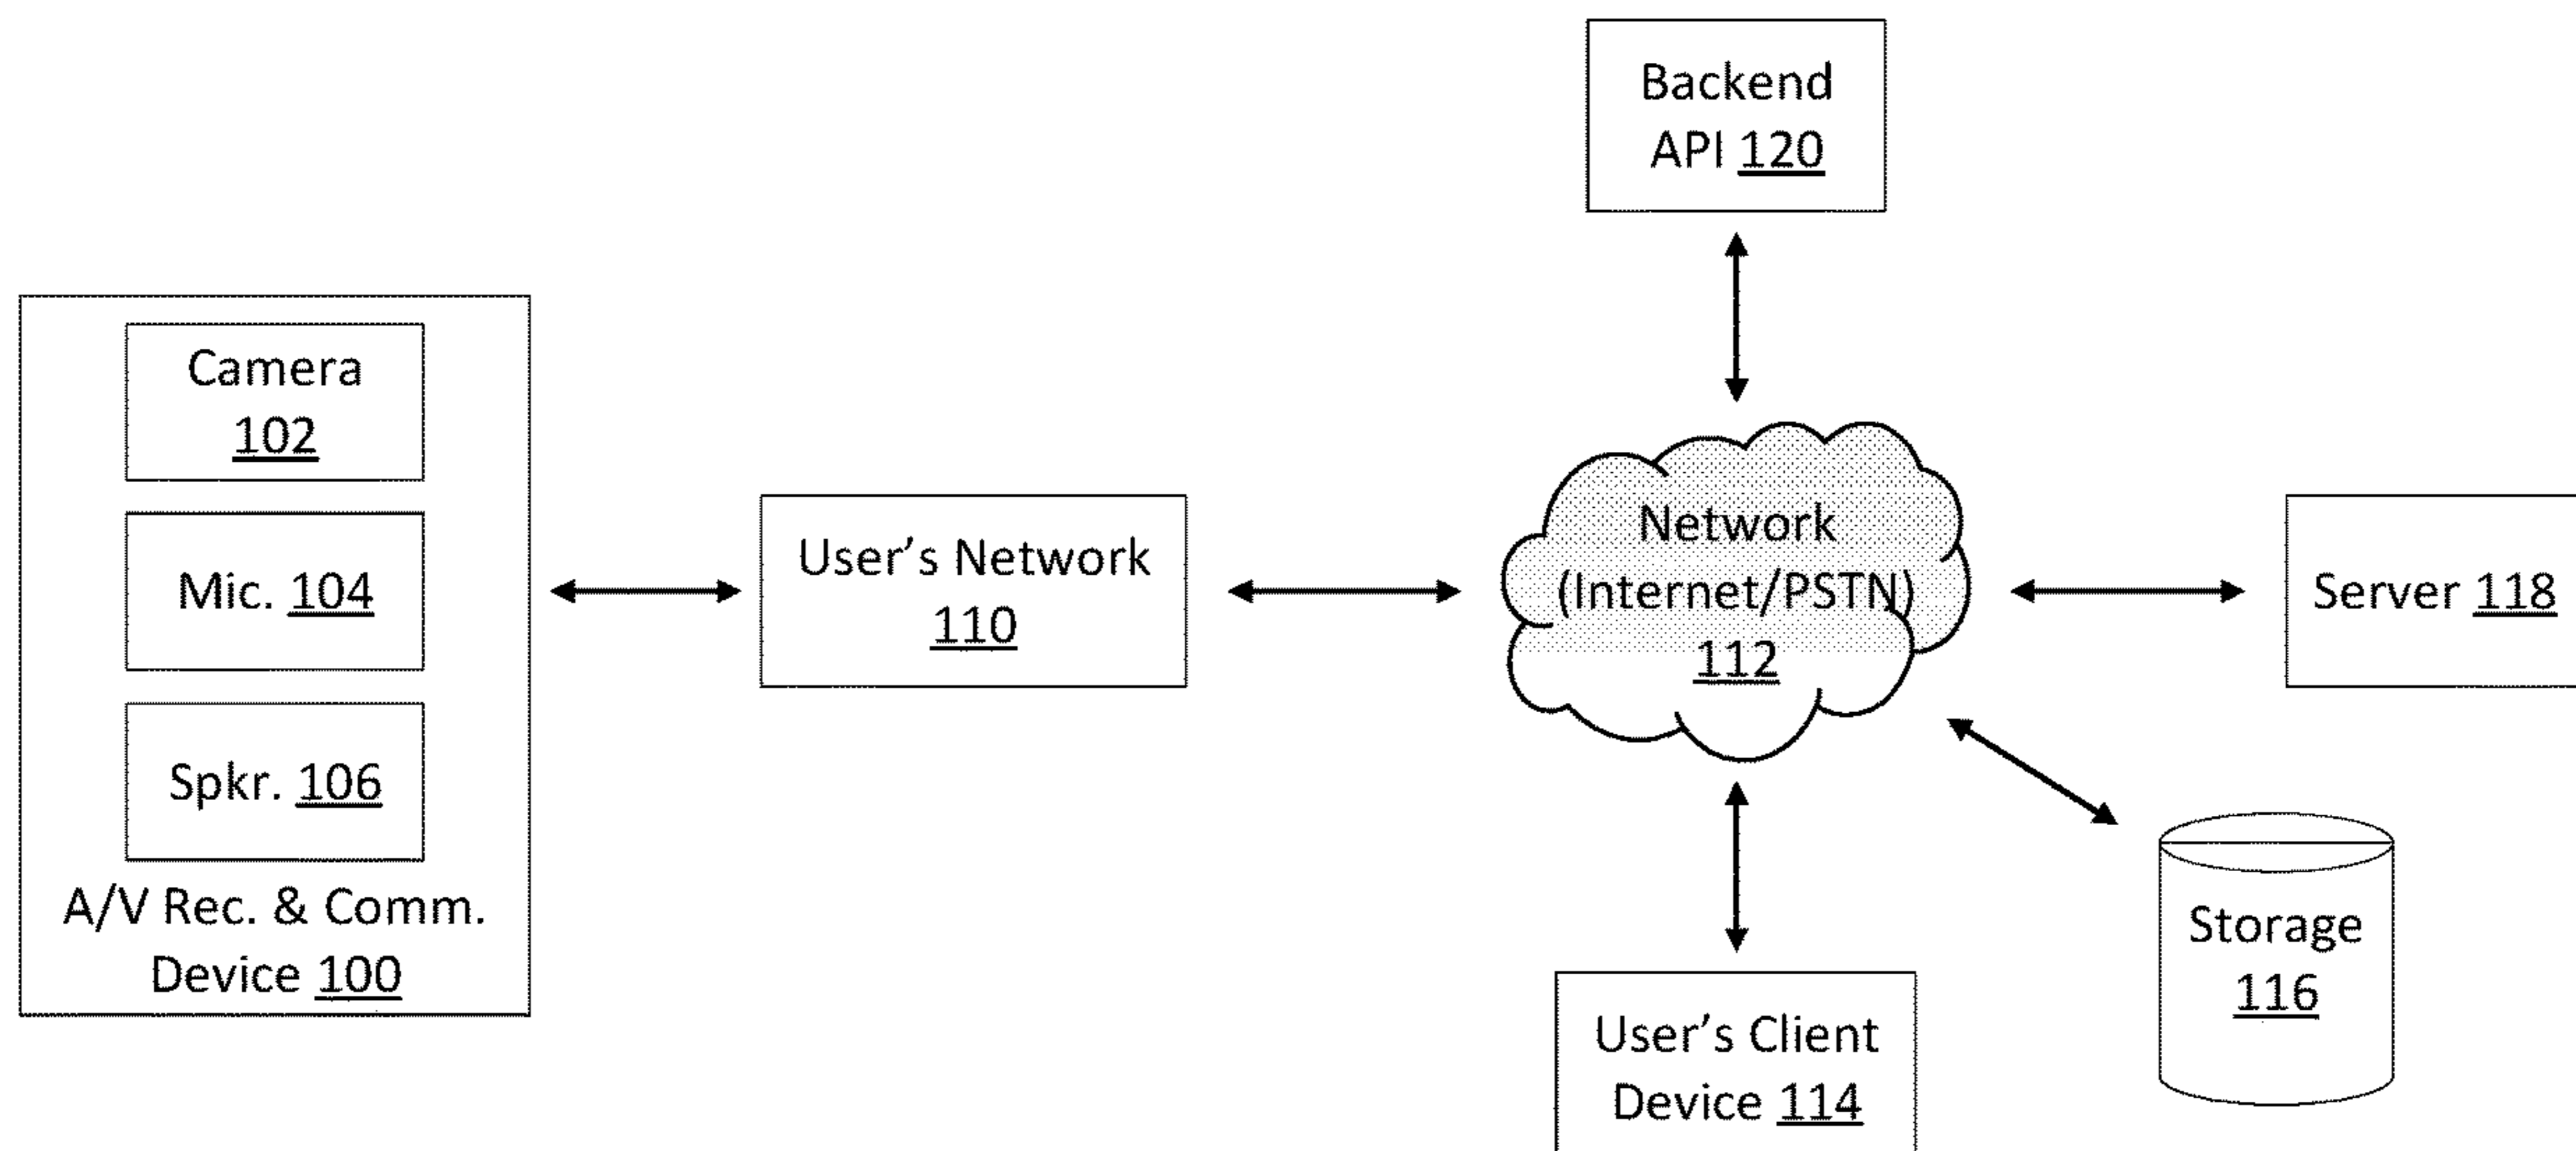 Backend
API 120
Camera
102
Mic. 104
Spkr. 106
A/V Rec. & Comm.
Device 100
User's Network
110
Network
(Internet/PSTN)
112
Server 118
Storage
116
User's Client
Device 114